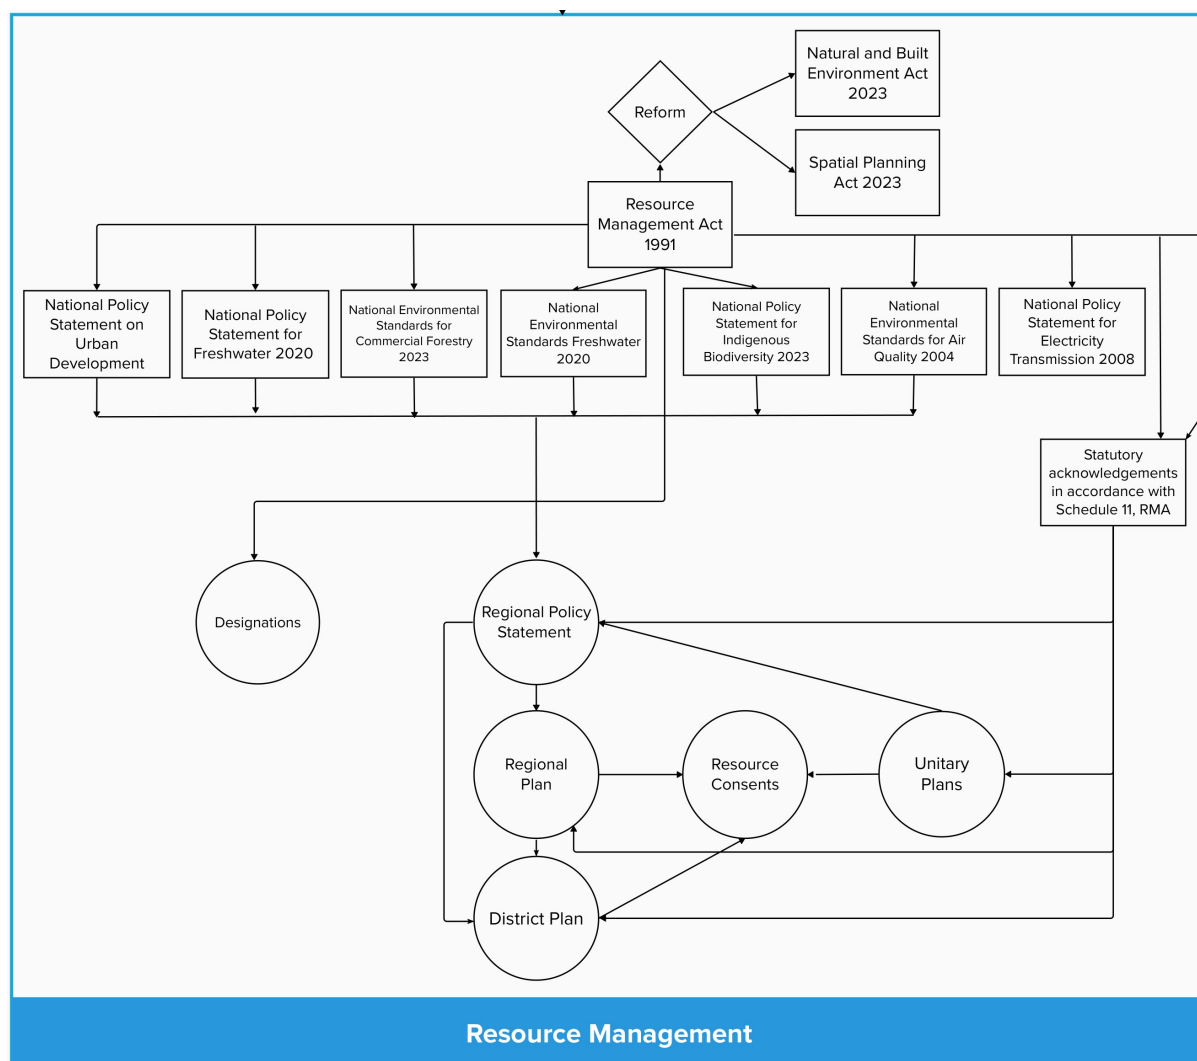 Natural and Built
Environment Act
2023
Reform
Spatial Planning
Act 2023
Resource
Management Act
1991
National Policy
Statement on
Urban
Development
National Policy
Statement for
Freshwater 2020
National Environmental
Standards for
Commercial Forestry
2023
National
Environmental
Standards Freshwater
2020
National Policy
Statement for
Indigenous
Biodiversity 2023
National
Environmental
Standards for Air
Quality 2004
National Policy
Statement for
Electricity
Transmission 2008
Statutory
acknowledgements
in accordance with
Schedule 11, RMA
Designations
Regional Policy
Statement
Regional
Plan
Resource
Consents
Unitary
Plans
District Plan
Resource Management